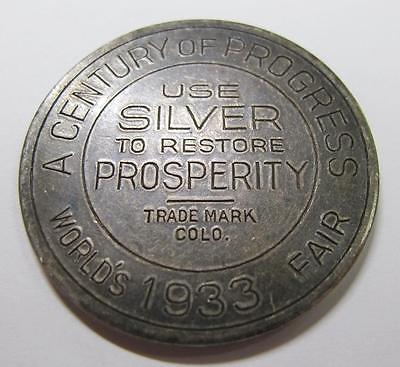 A CENTURY OF PROGRESS
USE
SILVER
TO RESTORE
PROSPERITY
TRADE MARK
COLO.
WORLD'S 1933 FAIR